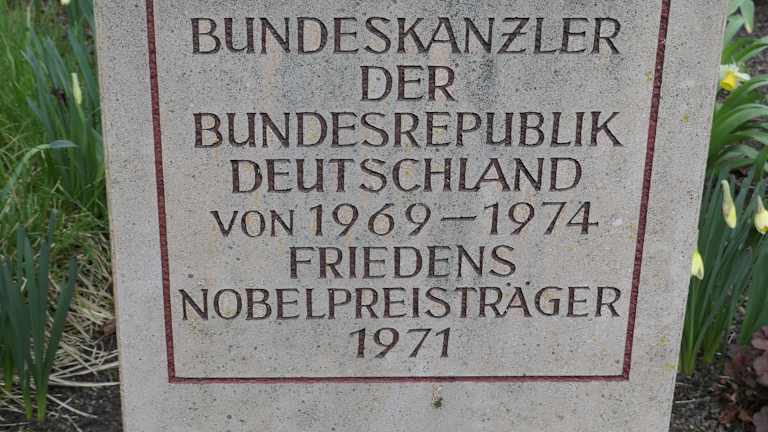 BUNDESKANZLER
DER
BUNDESREPUBLIK
DEUTSCHLAND
VON 1969–1974
FRIEDENS
NOBELPREISTRÄGER
1971